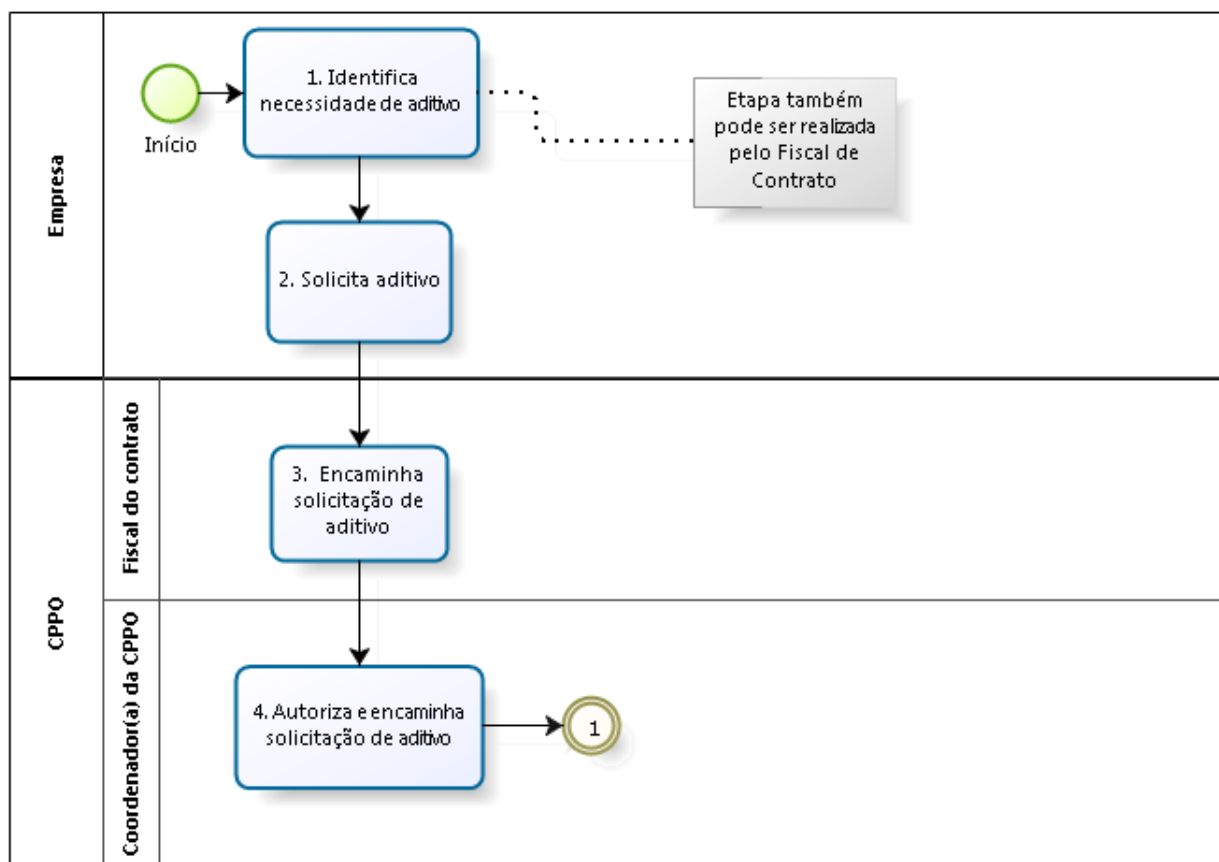 Empresa
Início
1. Identifica
necessidade de aditivo
Etapa também
pode ser realizada
pelo Fiscal de
Contrato
2. Solicita aditivo
CPPO
Fiscal do contrato
3. Encaminha
solicitação de
aditivo
Coordenador(a) da CPPO
4. Autoriza e encaminha
solicitação de aditivo
1